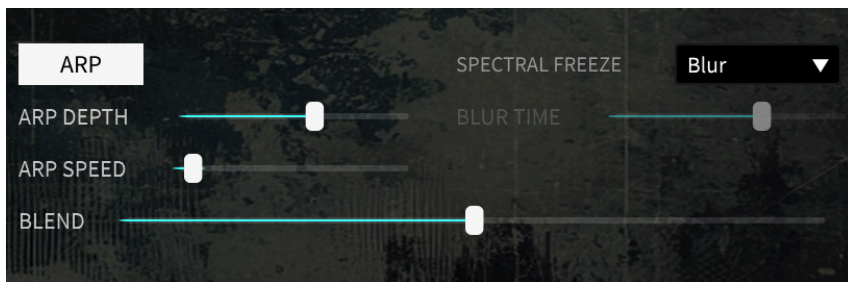 ARP
SPECTRAL FREEZE
Blur
ARP DEPTH
BLUR TIME
ARP SPEED
BLEND